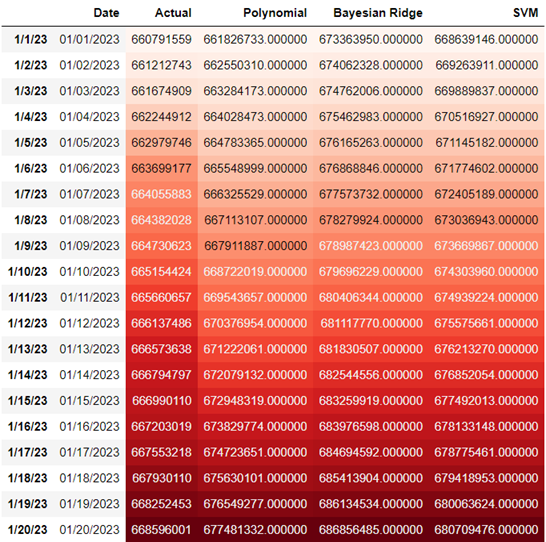 Date Actual Polynomial Bayesian Ridge SVM
1/1/23 01/01/2023 660791559 661826733.000000 673363950.000000 668639146.000000
1/2/23 01/02/2023 661212743 662550310.000000 674062328.000000 669263911.000000
1/3/23 01/03/2023 661674909 663284173.000000 674762006.000000 669889837.000000
1/4/23 01/04/2023 662244912 664028473.000000 675462983.000000 670516927.000000
1/5/23 01/05/2023 662979746 664783365.000000 676165263.000000 671145182.000000
1/6/23 01/06/2023 663699177 665548999.000000 676868846.000000 671774602.000000
1/7/23 01/07/2023 664055883 666325529.000000 677573732.000000 672405189.000000
1/8/23 01/08/2023 664382028 667113107.000000 678279924.000000 673036943.000000
1/9/23 01/09/2023 664730623 667911887.000000 678987423.000000 673669867.000000
1/10/23 01/10/2023 665154424 668722019.000000 679696229.000000 674303960.000000
1/11/23 01/11/2023 665660657 669543657.000000 680406344.000000 674939224.000000
1/12/23 01/12/2023 666137486 670376954.000000 681117770.000000 675575661.000000
1/13/23 01/13/2023 666573638 671222061.000000 681830507.000000 676213270.000000
1/14/23 01/14/2023 666794797 672079132.000000 682544556.000000 676852054.000000
1/15/23 01/15/2023 666990110 672948319.000000 683259919.000000 677492013.000000
1/16/23 01/16/2023 667203019 673829774.000000 683976598.000000 678133148.000000
1/17/23 01/17/2023 667553218 674723651.000000 684694592.000000 678775461.000000
1/18/23 01/18/2023 667930110 675630101.000000 685413904.000000 679418953.000000
1/19/23 01/19/2023 668252453 676549277.000000 686134534.000000 680063624.000000
1/20/23 01/20/2023 668596001 677481332.000000 686856485.000000 680709476.000000